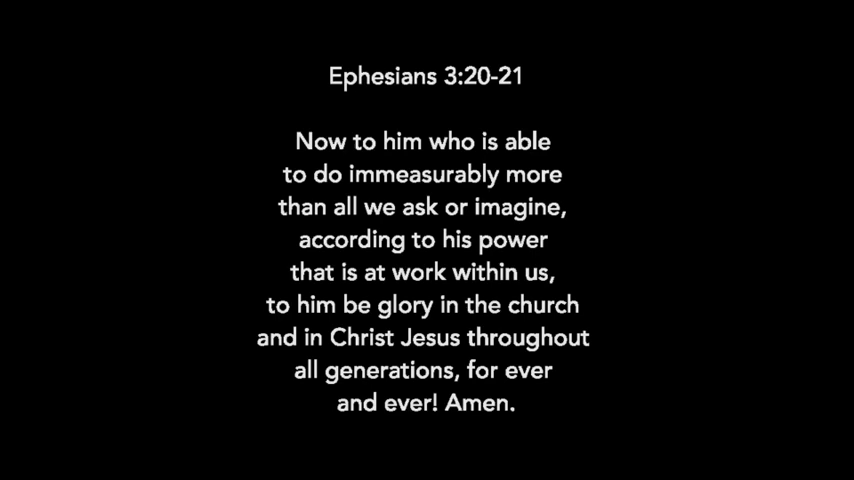 Ephesians 3:20-21
Now to him who is able
to do immeasurably more
than all we ask or imagine,
according to his power
that is at work within us,
to him be glory in the church
and in Christ Jesus throughout
all generations, for ever
and ever! Amen.